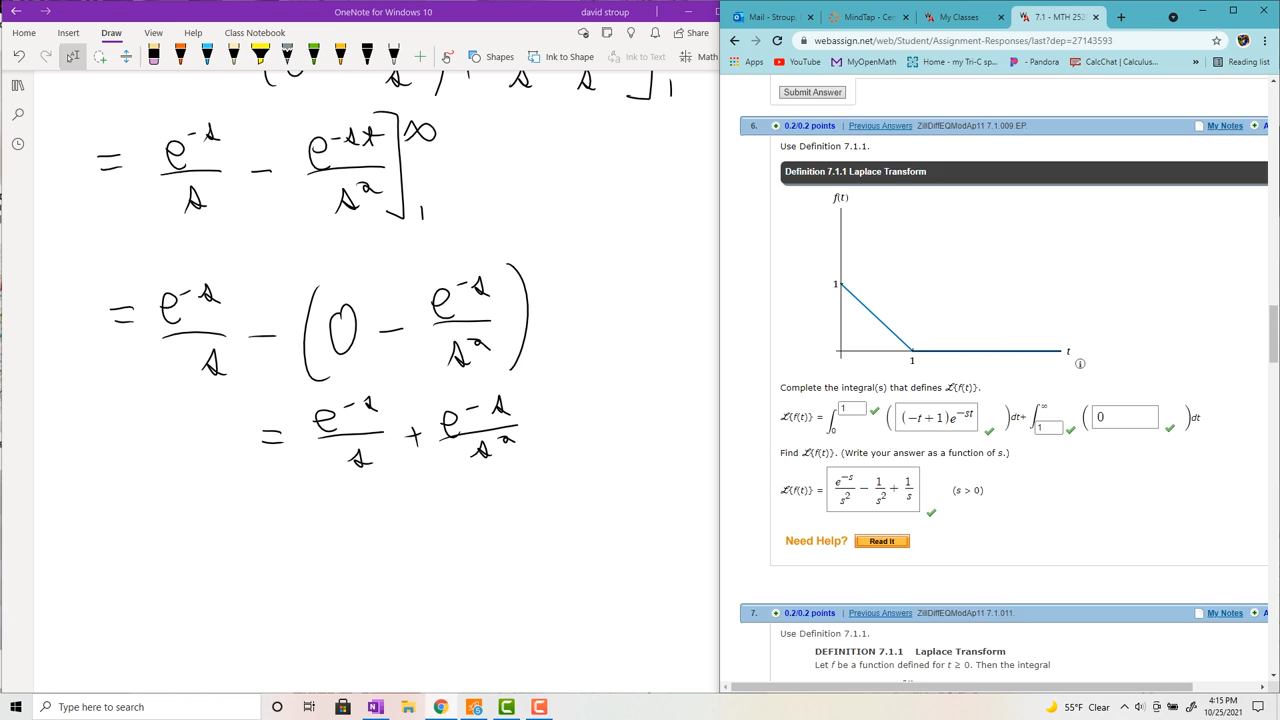 OneNote for Windows 10
david stroup
Home Insert Draw View Help Class Notebook Share
Shapes Ink to Shape Ink to Text Math
= e^-s / s - e^-st / s^2 ]_1^∞
= e^-s / s - (0 - e^-s / s^2)
= e^-s / s + e^-s / s^2
Mail - Stroup,
MindTap - Cen
My Classes
7.1 - MTH 252
webassign.net/web/Student/Assignment-Responses/last?dep=27143593
Apps YouTube MyOpenMath Home - my Tri-C sp Pandora CalcChat | Calculus... » Reading list
Submit Answer
6. 0.2/0.2 points | Previous Answers ZillDiffEQModAp11 7.1.009.EP. My Notes
Use Definition 7.1.1.
Definition 7.1.1 Laplace Transform
f(t)
1
t
1
Complete the integral(s) that defines ℒ{f(t)}.
ℒ{f(t)} = ∫_0^1 ( (−t+1)e^−st ) dt + ∫_1^∞ ( 0 ) dt
Find ℒ{f(t)}. (Write your answer as a function of s.)
ℒ{f(t)} = e^−s / s^2 − 1 / s^2 + 1 / s (s > 0)
Need Help? Read It
7. 0.2/0.2 points | Previous Answers ZillDiffEQModAp11 7.1.011. My Notes
Use Definition 7.1.1.
DEFINITION 7.1.1 Laplace Transform
Let f be a function defined for t ≥ 0. Then the integral
Type here to search
55°F Clear
4:15 PM
10/25/2021